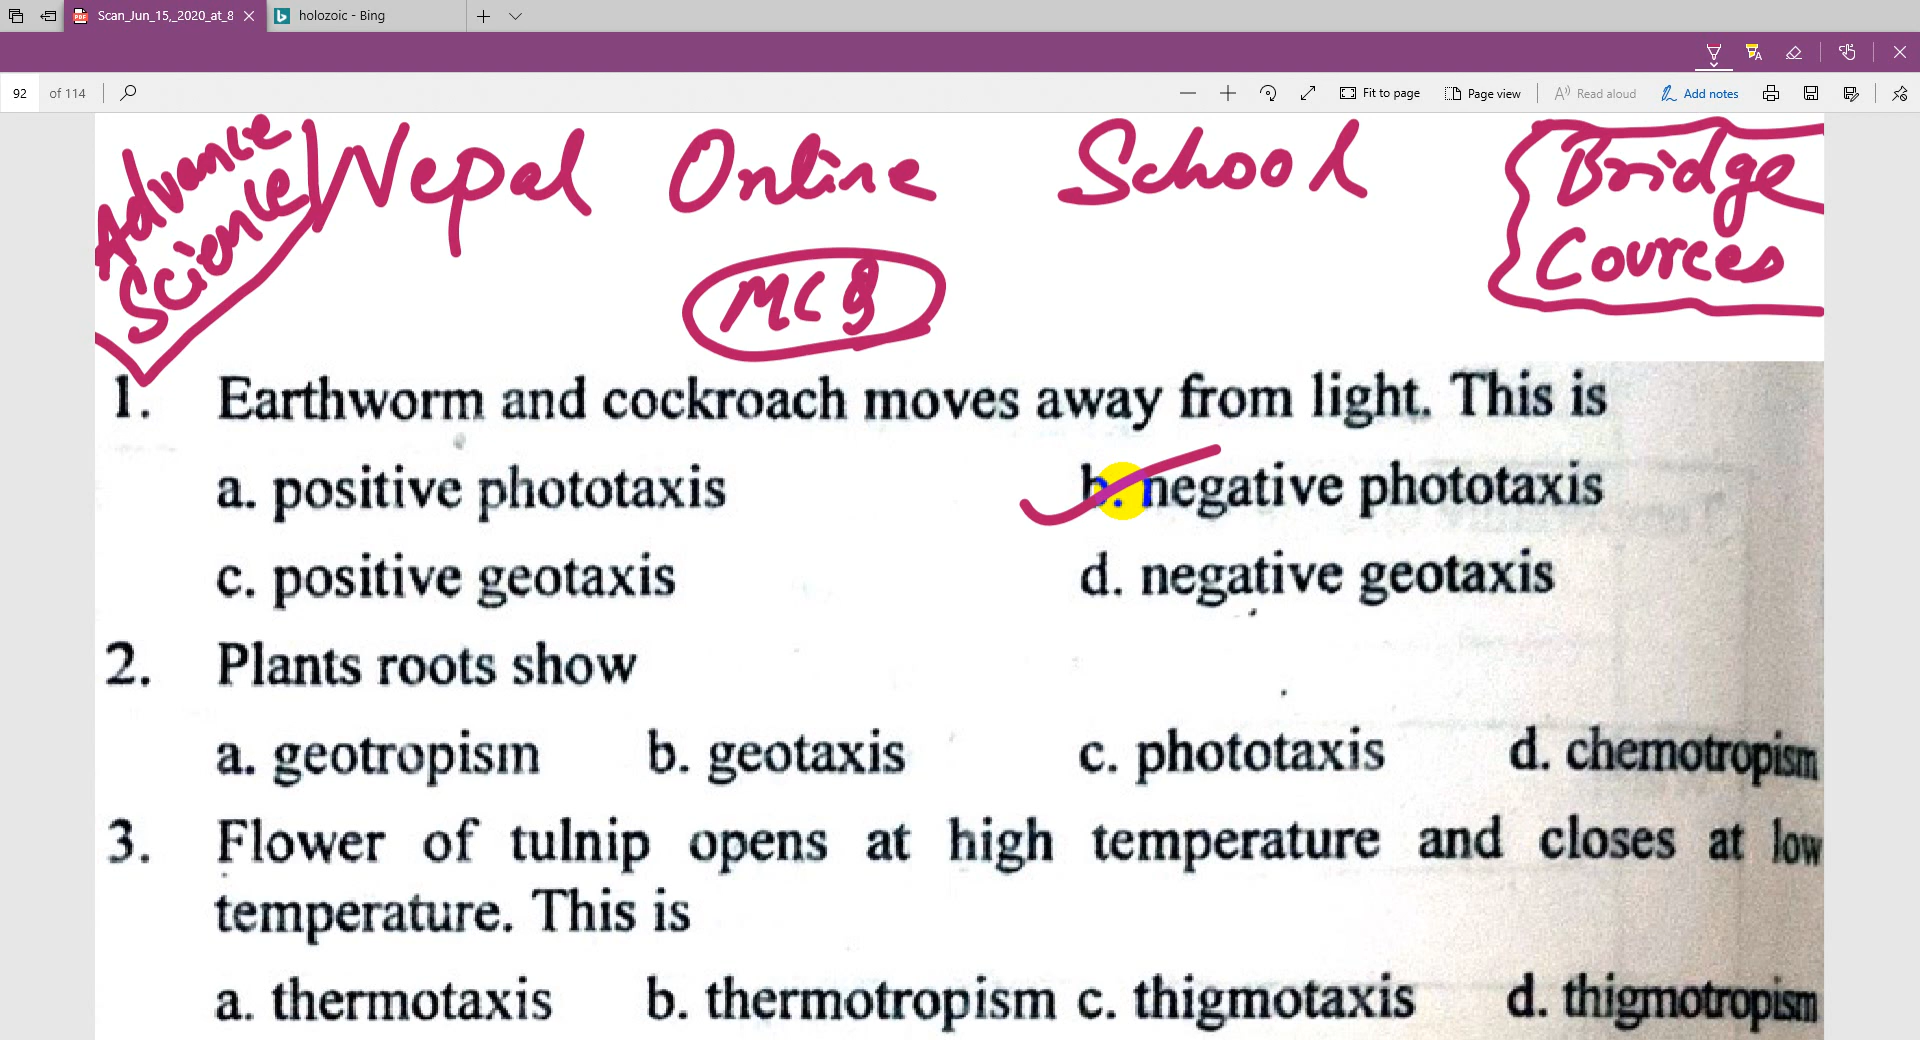 Scan_Jun_15,_2020_at_8
holozoic - Bing
92 of 114
Fit to page
Page view
Read aloud
Add notes
Advance Science
Nepal Online School
Bridge Cources
MCQ
1. Earthworm and cockroach moves away from light. This is
a. positive phototaxis b. negative phototaxis
c. positive geotaxis d. negative geotaxis
2. Plants roots show
a. geotropism b. geotaxis c. phototaxis d. chemotropism
3. Flower of tulnip opens at high temperature and closes at low
temperature. This is
a. thermotaxis b. thermotropism c. thigmotaxis d. thigmotropism